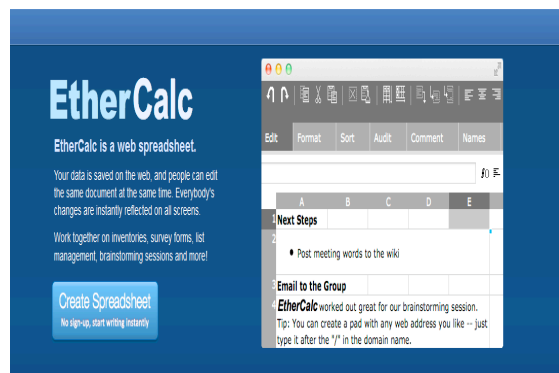 EtherCalc
EtherCalc is a web spreadsheet.
Your data is saved on the web, and people can edit
the same document at the same time. Everybody's
changes are instantly reflected on all screens.
Work together on inventories, survey forms, list
management, brainstorming sessions and more!
Create Spreadsheet
No sign-up, start writing instantly
Edit Format Sort Audit Comment Names
A B C D E
1 Next Steps
2
• Post meeting words to the wiki
3 Email to the Group
4 EtherCalc worked out great for our brainstorming session.
Tip: You can create a pad with any web address you like -- just
type it after the "/" in the domain name.